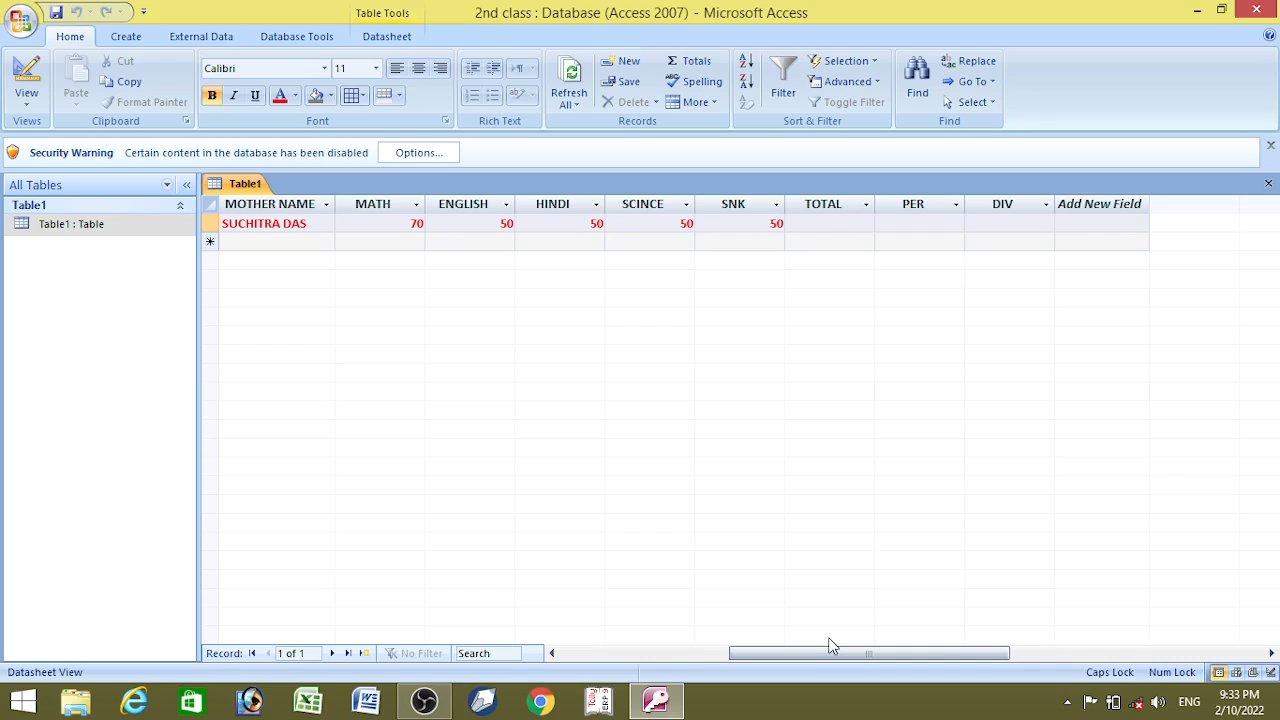 Table Tools
2nd class : Database (Access 2007) - Microsoft Access
Home Create External Data Database Tools Datasheet
View
Views
Paste
Cut
Copy
Format Painter
Clipboard
Calibri 11
B I U A
Font
Rich Text
Refresh All
New
Save
Delete
Totals
Spelling
More
Records
Filter
Selection
Advanced
Toggle Filter
Sort & Filter
Find
Replace
Go To
Select
Find
Security Warning Certain content in the database has been disabled Options...
All Tables
Table1
Table1 : Table
Table1
MOTHER NAME MATH ENGLISH HINDI SCINCE SNK TOTAL PER DIV Add New Field
SUCHITRA DAS 70 50 50 50 50
Record: 1 of 1 No Filter Search
Datasheet View Caps Lock Num Lock
ENG
9:33 PM
2/10/2022